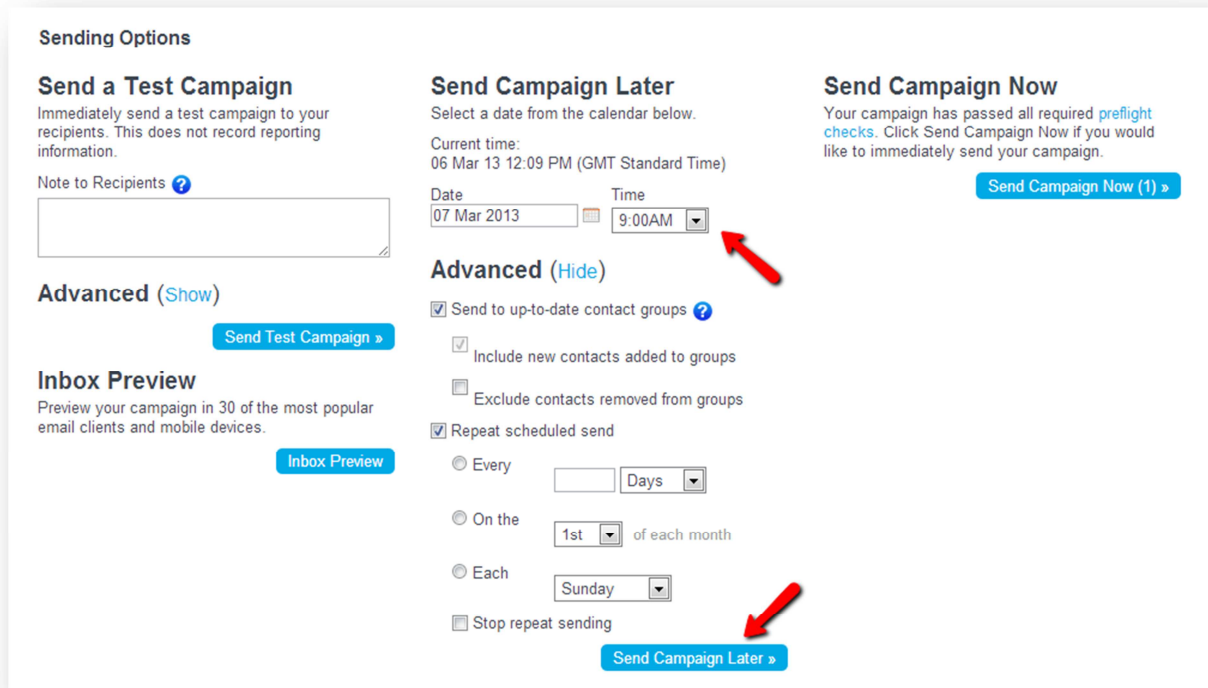 Sending Options
Send a Test Campaign
Immediately send a test campaign to your
recipients. This does not record reporting
information.
Note to Recipients ?
Advanced (Show)
Send Test Campaign »
Inbox Preview
Preview your campaign in 30 of the most popular
email clients and mobile devices.
Inbox Preview
Send Campaign Later
Select a date from the calendar below.
Current time:
06 Mar 13 12:09 PM (GMT Standard Time)
Date Time
07 Mar 2013 9:00AM
Advanced (Hide)
Send to up-to-date contact groups ?
Include new contacts added to groups
Exclude contacts removed from groups
Repeat scheduled send
Every Days
On the 1st of each month
Each Sunday
Stop repeat sending
Send Campaign Later »
Send Campaign Now
Your campaign has passed all required preflight
checks. Click Send Campaign Now if you would
like to immediately send your campaign.
Send Campaign Now (1) »